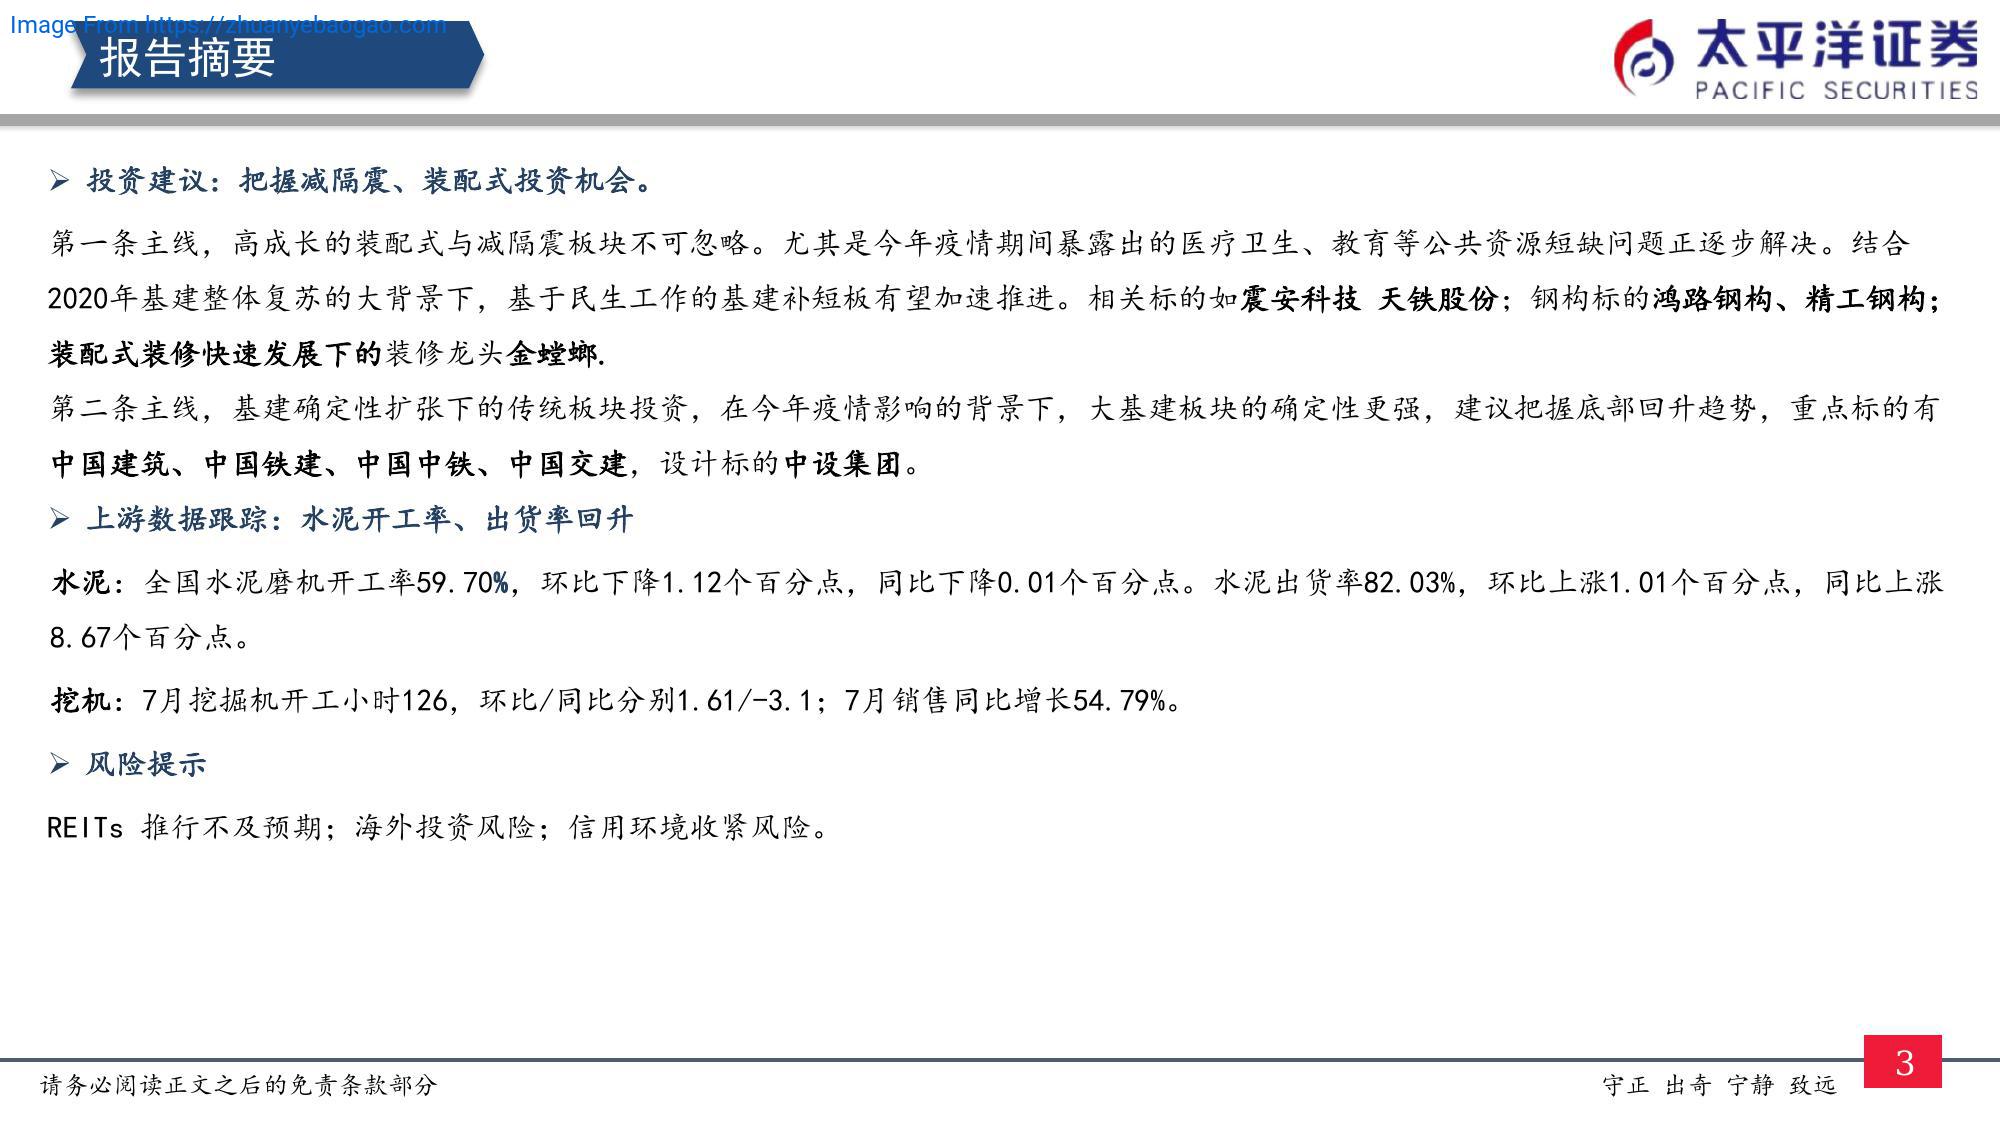 Image From https://zhuanyebaogao.com
报告摘要
太平洋证券
PACIFIC SECURITIES
➢ 投资建议：把握减隔震、装配式投资机会。
第一条主线，高成长的装配式与减隔震板块不可忽略。尤其是今年疫情期间暴露出的医疗卫生、教育等公共资源短缺问题正逐步解决。结合
2020年基建整体复苏的大背景下，基于民生工作的基建补短板有望加速推进。相关标的如震安科技 天铁股份；钢构标的鸿路钢构、精工钢构；
装配式装修快速发展下的装修龙头金螳螂.
第二条主线，基建确定性扩张下的传统板块投资，在今年疫情影响的背景下，大基建板块的确定性更强，建议把握底部回升趋势，重点标的有
中国建筑、中国铁建、中国中铁、中国交建，设计标的中设集团。
➢ 上游数据跟踪：水泥开工率、出货率回升
水泥：全国水泥磨机开工率59.70%，环比下降1.12个百分点，同比下降0.01个百分点。水泥出货率82.03%，环比上涨1.01个百分点，同比上涨
8.67个百分点。
挖机：7月挖掘机开工小时126，环比/同比分别1.61/-3.1；7月销售同比增长54.79%。
➢ 风险提示
REITs 推行不及预期；海外投资风险；信用环境收紧风险。
请务必阅读正文之后的免责条款部分
守正 出奇 宁静 致远
3